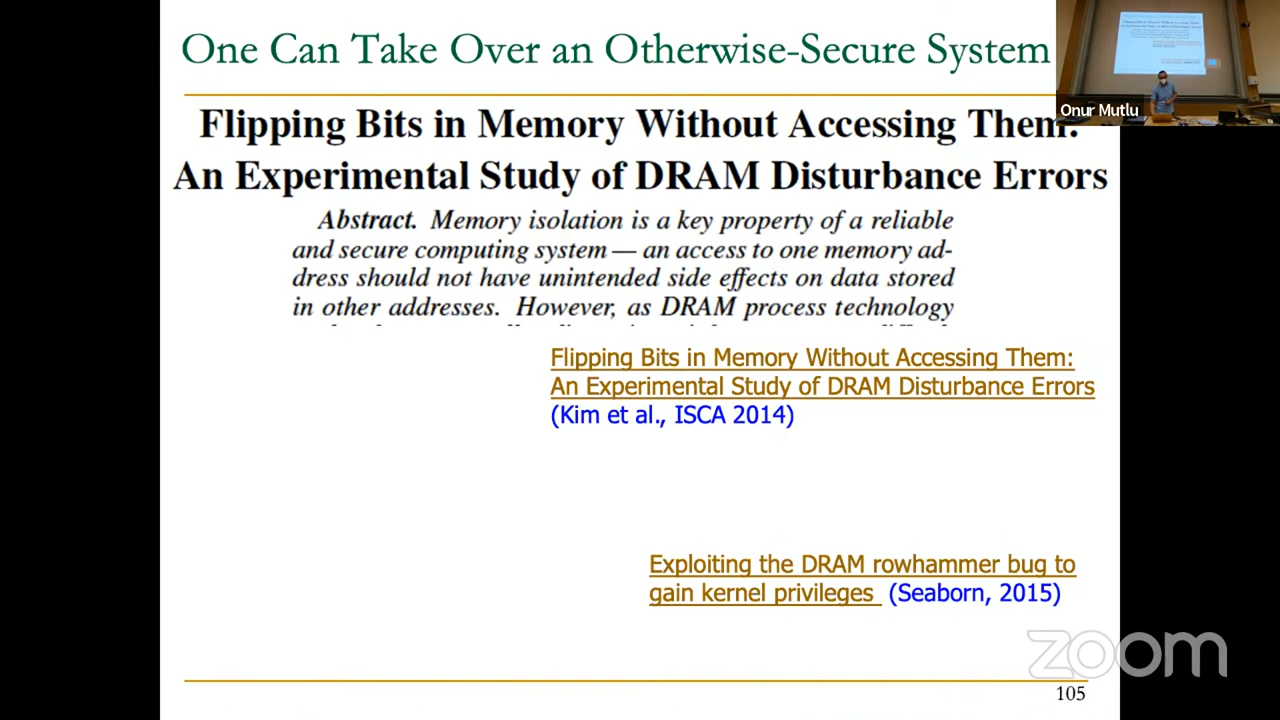 One Can Take Over an Otherwise-Secure System
Onur Mutlu
Flipping Bits in Memory Without Accessing Them:
An Experimental Study of DRAM Disturbance Errors
Abstract. Memory isolation is a key property of a reliable
and secure computing system — an access to one memory ad-
dress should not have unintended side effects on data stored
in other addresses. However, as DRAM process technology
Flipping Bits in Memory Without Accessing Them:
An Experimental Study of DRAM Disturbance Errors
(Kim et al., ISCA 2014)
Exploiting the DRAM rowhammer bug to
gain kernel privileges (Seaborn, 2015)
zoom
105